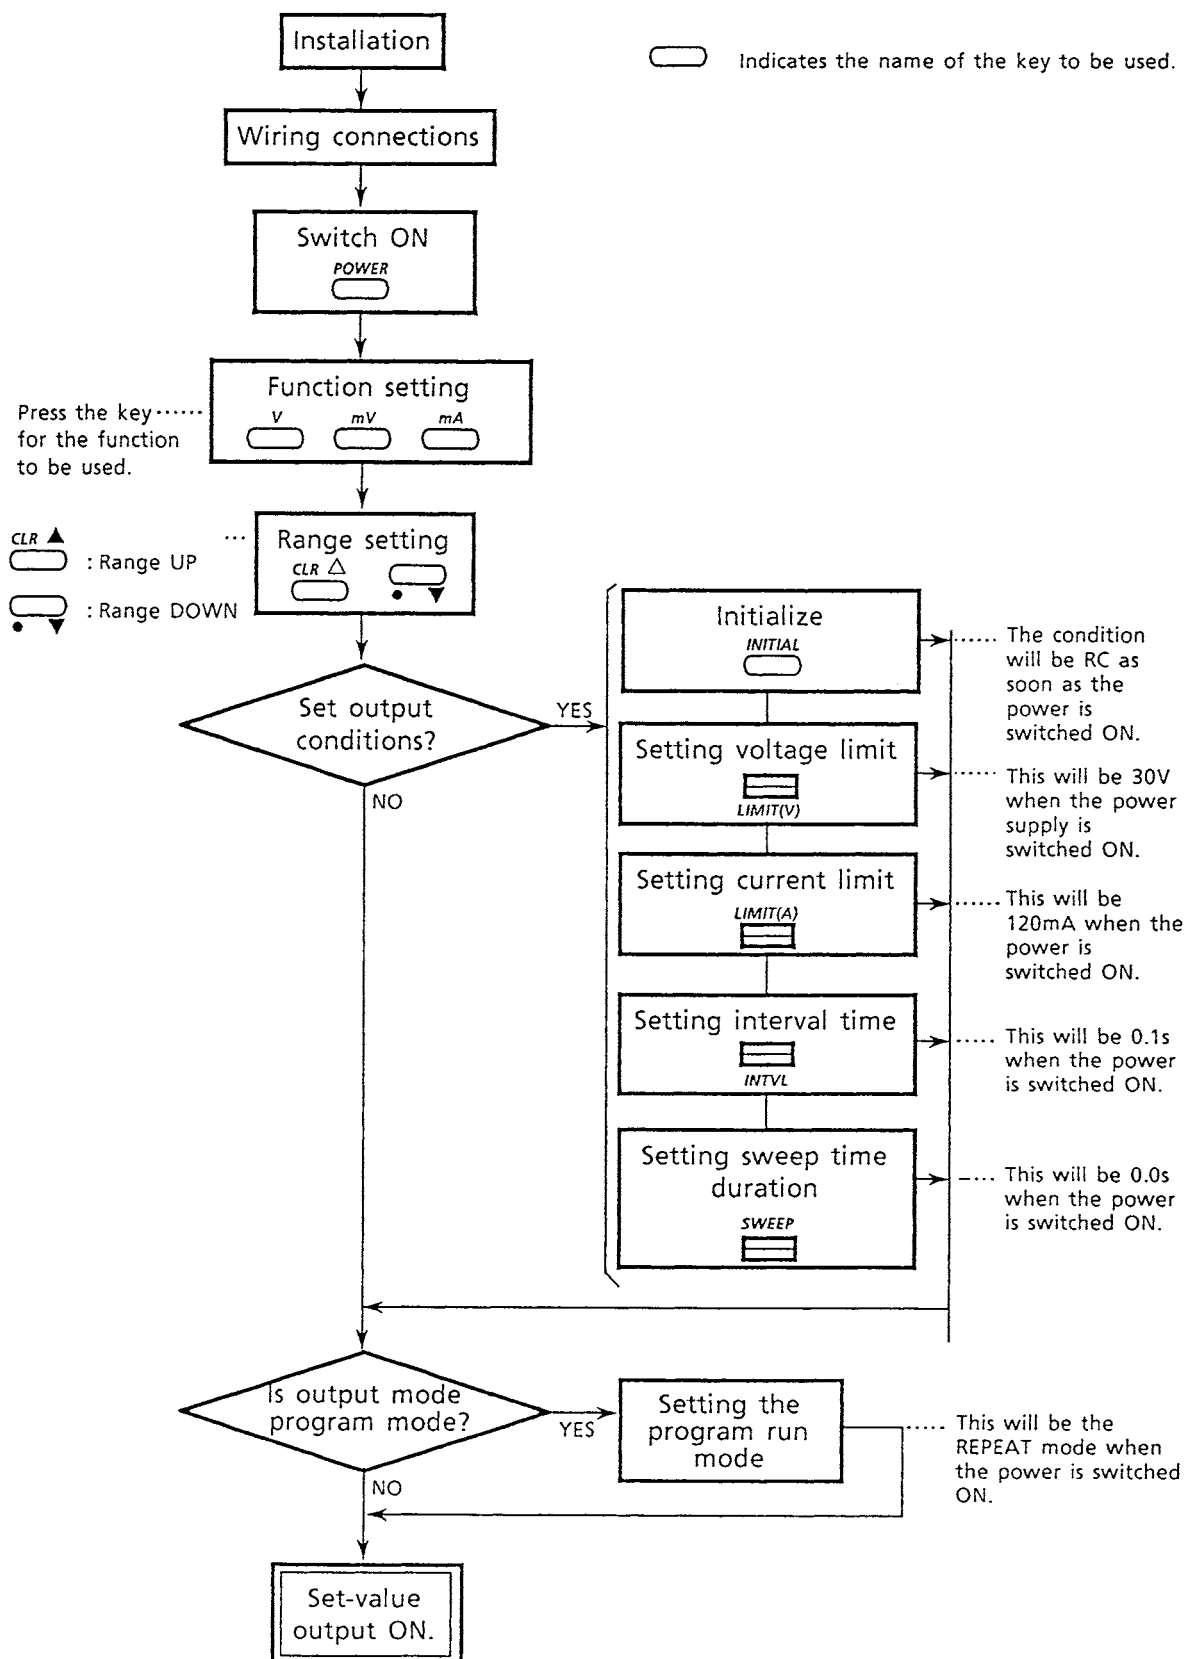 Installation
Indicates the name of the key to be used.
Wiring connections
Switch ON
POWER
Function setting
V mV mA
Press the key
for the function
to be used.
CLR ▲
: Range UP
: Range DOWN
● ▼
Range setting
CLR △
● ▼
Set output
conditions?
YES
NO
Initialize
INITIAL
The condition
will be RC as
soon as the
power is
switched ON.
Setting voltage limit
LIMIT(V)
This will be 30V
when the power
supply is
switched ON.
Setting current limit
LIMIT(A)
This will be
120mA when the
power is
switched ON.
Setting interval time
INTVL
This will be 0.1s
when the power
is switched ON.
Setting sweep time
duration
SWEEP
This will be 0.0s
when the power
is switched ON.
Is output mode
program mode?
YES
NO
Setting the
program run
mode
This will be the
REPEAT mode when
the power is switched
ON.
Set-value
output ON.